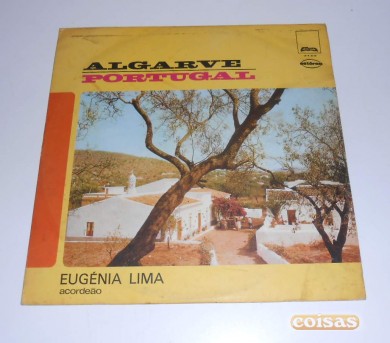 ALGARVE
PORTUGAL
EUGÉNIA LIMA
acordeão
coisas